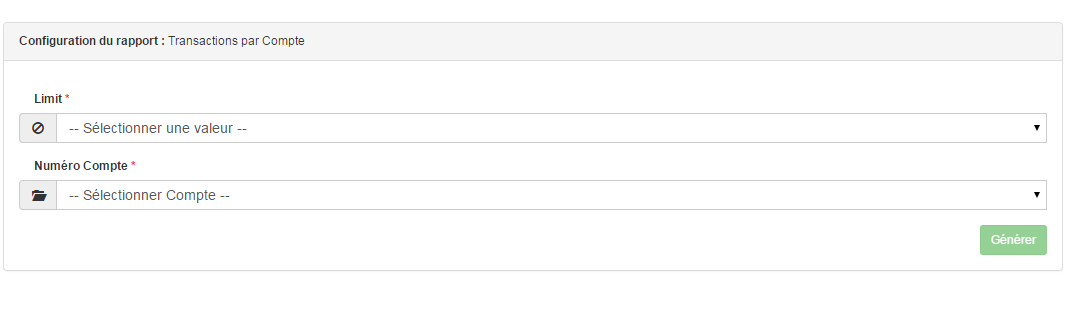 Configuration du rapport : Transactions par Compte
Limit *
-- Sélectionner une valeur --
Numéro Compte *
-- Sélectionner Compte --
Générer